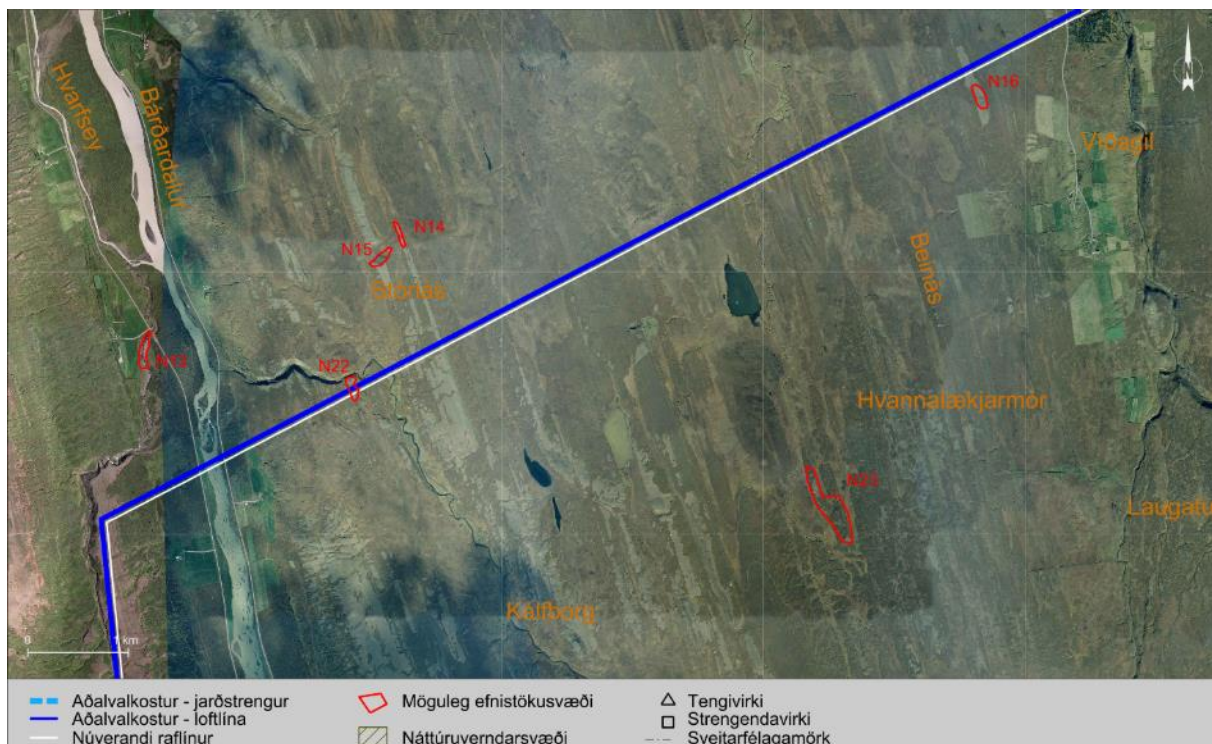 Hvarfsey
Bárðardalur
N16
Víðagil
N14
N15
Stórás
Beinás
N13
N22
Hvannalækjarmór
N23
Kálfborg
0
1 km
N
Aðalvalkostur - jarðstrengur
Aðalvalkostur - loftlína
Núverandi raflínur
Möguleg efnistökusvæði
Náttúruverndarsvæði
Tengivirki
Strengendavirki
Sveitarfélagamörk